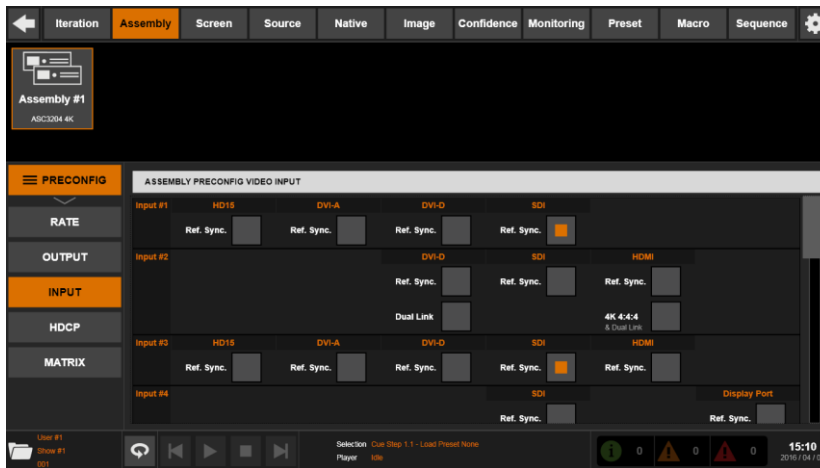 Iteration Assembly Screen Source Native Image Confidence Monitoring Preset Macro Sequence
Assembly #1
ASC3204 4K
PRECONFIG
ASSEMBLY PRECONFIG VIDEO INPUT
RATE
OUTPUT
INPUT
HDCP
MATRIX
Input #1 HD15 DVI-A DVI-D SDI
Ref. Sync. Ref. Sync. Ref. Sync. Ref. Sync.
Input #2 DVI-D SDI HDMI
Ref. Sync. Ref. Sync. Ref. Sync.
Dual Link 4K 4:4:4
& Dual Link
Input #3 HD15 DVI-A DVI-D SDI HDMI
Ref. Sync. Ref. Sync. Ref. Sync. Ref. Sync. Ref. Sync.
Input #4 SDI Display Port
Ref. Sync. Ref. Sync.
User #1
Show #1
001
Selection Cue Step 1.1 - Load Preset None
Player Idle
0 0 0
15:10
2016 / 04 / 0